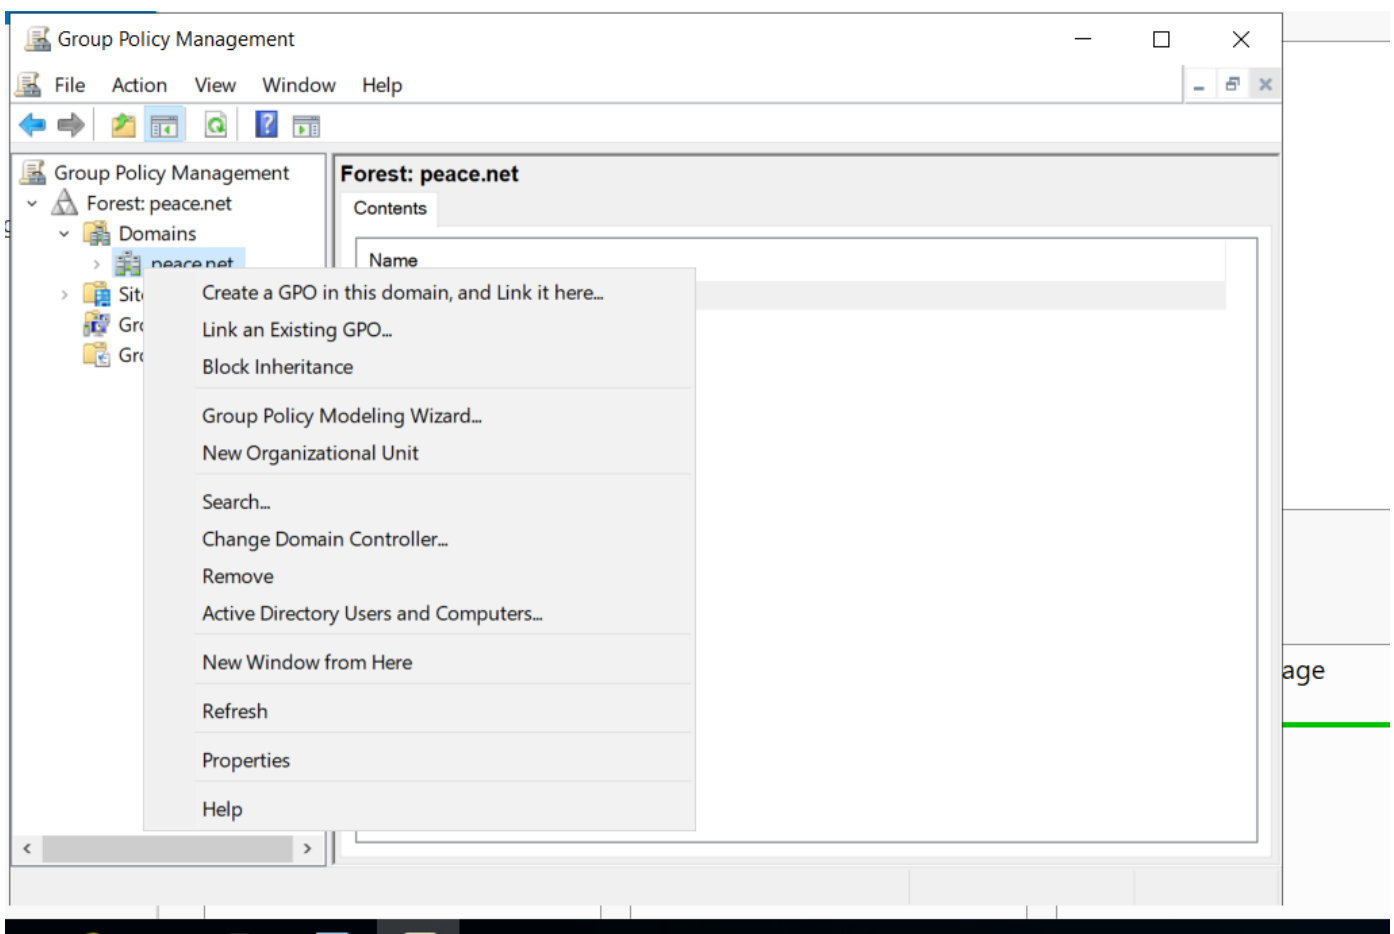 Group Policy Management
File Action View Window Help
Group Policy Management
Forest: peace.net
Domains
peace.net
Forest: peace.net
Contents
Name
Create a GPO in this domain, and Link it here...
Link an Existing GPO...
Block Inheritance
Group Policy Modeling Wizard...
New Organizational Unit
Search...
Change Domain Controller...
Remove
Active Directory Users and Computers...
New Window from Here
Refresh
Properties
Help
age